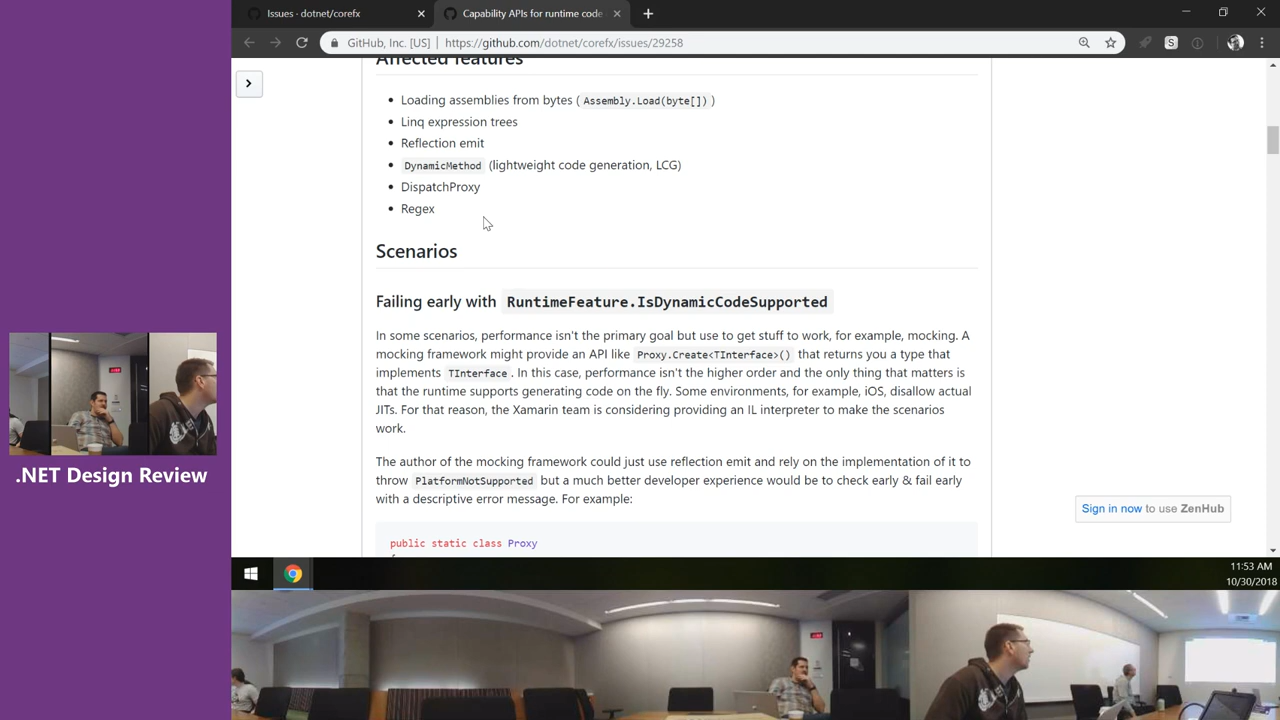 Issues · dotnet/corefx
Capability APIs for runtime code
GitHub, Inc. [US] | https://github.com/dotnet/corefx/issues/29258
Affected features
Loading assemblies from bytes ( Assembly.Load(byte[]) )
Linq expression trees
Reflection emit
DynamicMethod (lightweight code generation, LCG)
DispatchProxy
Regex
Scenarios
Failing early with RuntimeFeature.IsDynamicCodeSupported
In some scenarios, performance isn't the primary goal but use to get stuff to work, for example, mocking. A
mocking framework might provide an API like Proxy.Create<TInterface>() that returns you a type that
implements TInterface. In this case, performance isn't the higher order and the only thing that matters is
that the runtime supports generating code on the fly. Some environments, for example, iOS, disallow actual
JITs. For that reason, the Xamarin team is considering providing an IL interpreter to make the scenarios
work.
The author of the mocking framework could just use reflection emit and rely on the implementation of it to
throw PlatformNotSupported but a much better developer experience would be to check early & fail early
with a descriptive error message. For example:
public static class Proxy
Sign in now to use ZenHub
.NET Design Review
11:53 AM
10/30/2018